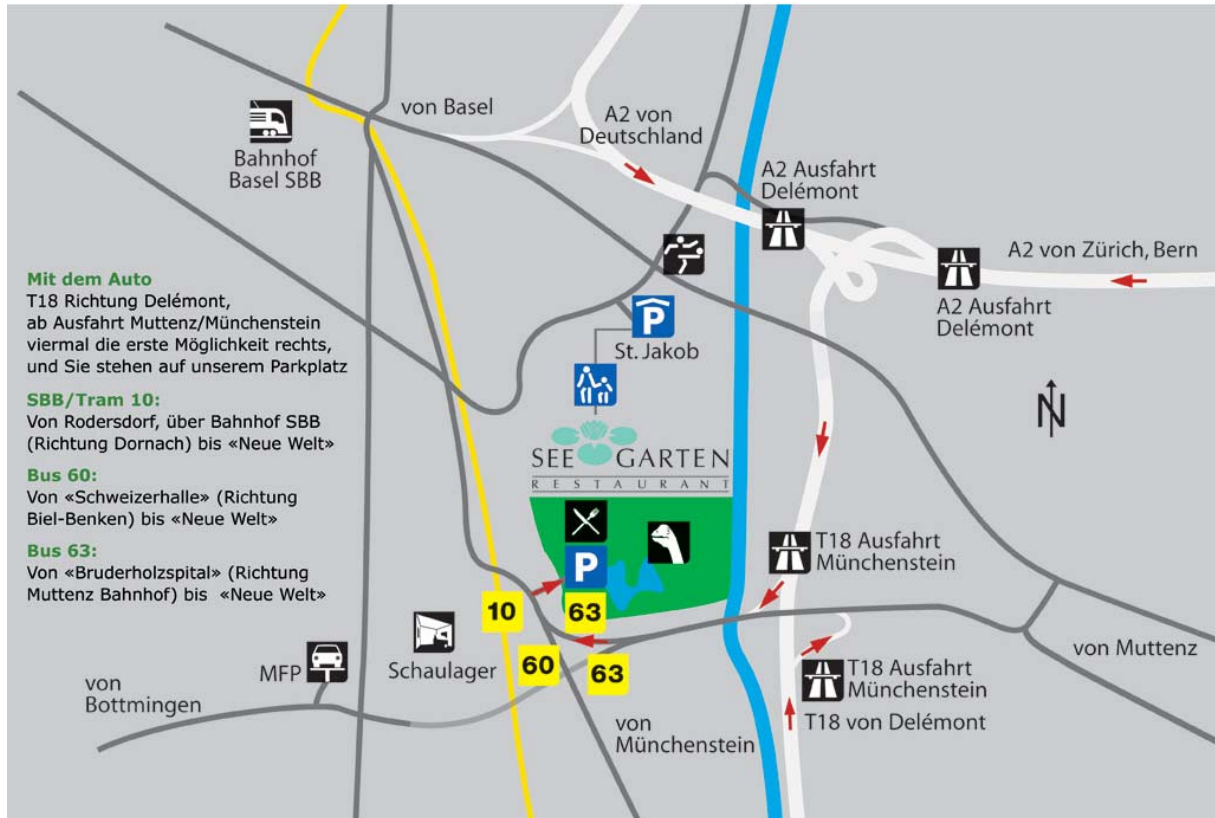 von Basel
A2 von
Deutschland
Bahnhof
Basel SBB
A2 Ausfahrt
Delémont
A2 von Zürich, Bern
A2 Ausfahrt
Delémont
Mit dem Auto
T18 Richtung Delémont,
ab Ausfahrt Muttenz/Münchenstein
viermal die erste Möglichkeit rechts,
und Sie stehen auf unserem Parkplatz
SBB/Tram 10:
Von Rodersdorf, über Bahnhof SBB
(Richtung Dornach) bis «Neue Welt»
Bus 60:
Von «Schweizerhalle» (Richtung
Biel-Benken) bis «Neue Welt»
Bus 63:
Von «Bruderholzspital» (Richtung
Muttenz Bahnhof) bis «Neue Welt»
P
St. Jakob
N
SEE GARTEN
RESTAURANT
P
T18 Ausfahrt
Münchenstein
10
63
60
63
Schaulager
MFP
von
Bottmingen
von
Münchenstein
von Muttenz
T18 Ausfahrt
Münchenstein
T18 von Delémont